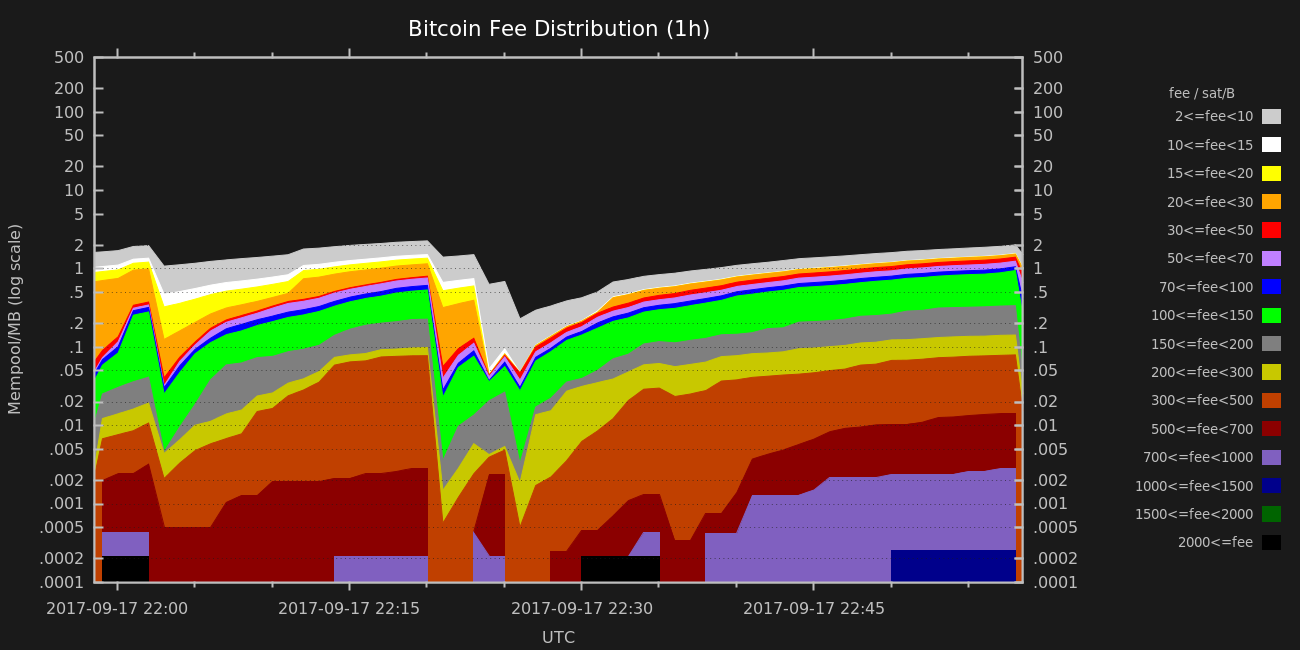 Bitcoin Fee Distribution (1h)
Mempool/MB (log scale)
500
200
100
50
20
10
5
2
1
.5
.2
.1
.05
.02
.01
.005
.002
.001
.0005
.0002
.0001
500
200
100
50
20
10
5
2
1
.5
.2
.1
.05
.02
.01
.005
.002
.001
.0005
.0002
.0001
2017-09-17 22:00 2017-09-17 22:15 2017-09-17 22:30 2017-09-17 22:45
UTC
fee / sat/B
2<=fee<10
10<=fee<15
15<=fee<20
20<=fee<30
30<=fee<50
50<=fee<70
70<=fee<100
100<=fee<150
150<=fee<200
200<=fee<300
300<=fee<500
500<=fee<700
700<=fee<1000
1000<=fee<1500
1500<=fee<2000
2000<=fee